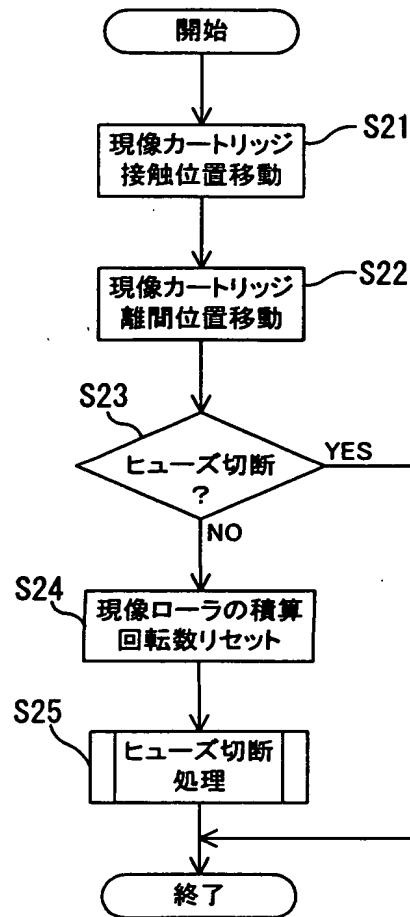 開始
現像カートリッジ
接触位置移動
S21
現像カートリッジ
離間位置移動
S22
S23
ヒューズ切断
?
YES
NO
S24
現像ローラの積算
回転数リセット
S25
ヒューズ切断
処理
終了